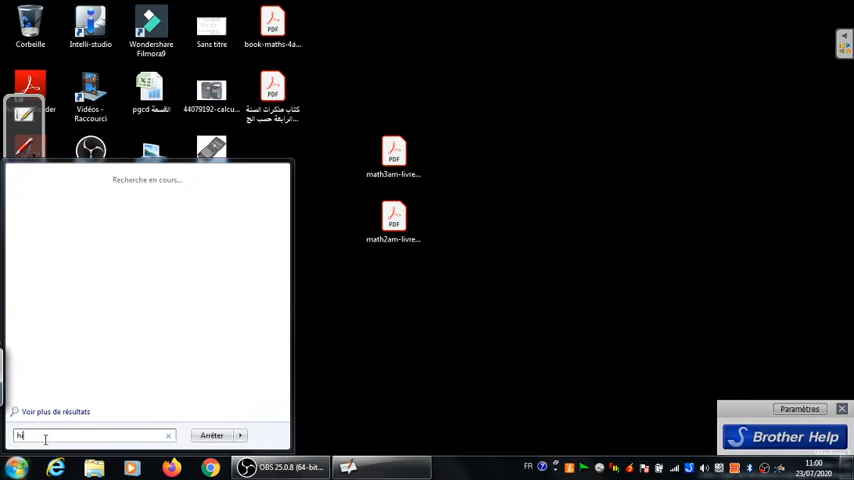 Corbeille
Intelli-studio
Wondershare
Filmora9
Sans titre
book-maths-4a...
Vidéos -
Raccourci
القسمة pgcd
44079192-calcu...
كتاب مذكرات السنة
الرابعة حسب الج...
math3am-livre...
math2am-livre...
Recherche en cours...
Voir plus de résultats
hi
Arrêter
Paramètres
Brother Help
OBS 25.0.8 (64-bit...
FR
11:00
23/07/2020